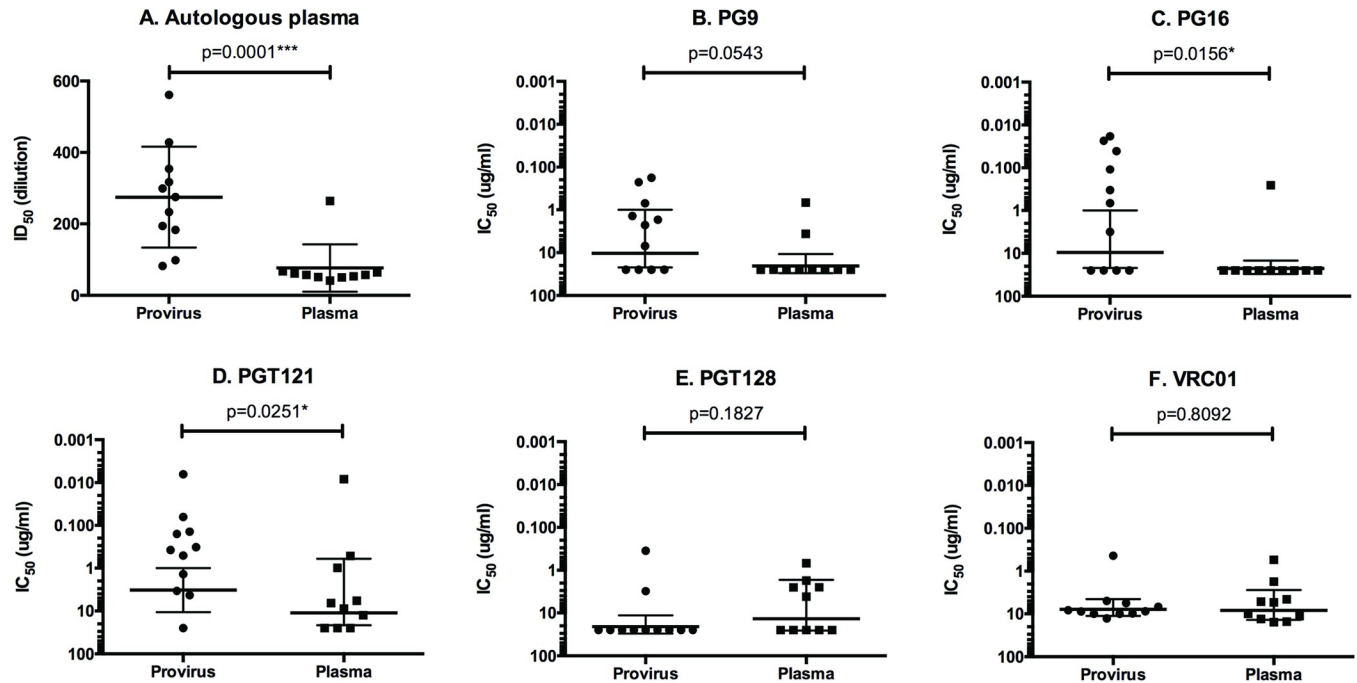 A. Autologous plasma
p=0.0001***
600
400
200
0
ID50 (dilution)
Provirus
Plasma
B. PG9
p=0.0543
0.001
0.010
0.100
1
10
100
IC50 (ug/ml)
Provirus
Plasma
C. PG16
p=0.0156*
0.001
0.010
0.100
1
10
100
IC50 (ug/ml)
Provirus
Plasma
D. PGT121
p=0.0251*
0.001
0.010
0.100
1
10
100
IC50 (ug/ml)
Provirus
Plasma
E. PGT128
p=0.1827
0.001
0.010
0.100
1
10
100
IC50 (ug/ml)
Provirus
Plasma
F. VRC01
p=0.8092
0.001
0.010
0.100
1
10
100
IC50 (ug/ml)
Provirus
Plasma